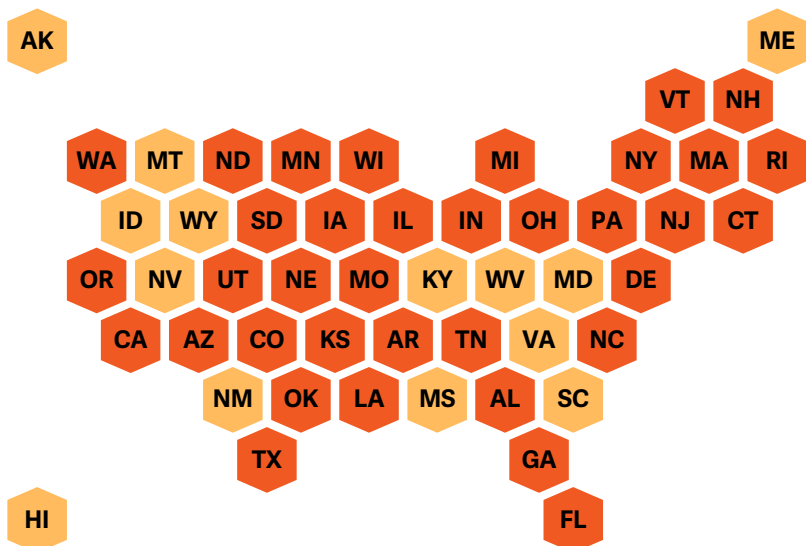 AK ME
VT NH
WA MT ND MN WI MI NY MA RI
ID WY SD IA IL IN OH PA NJ CT
OR NV UT NE MO KY WV MD DE
CA AZ CO KS AR TN VA NC
NM OK LA MS AL SC
TX GA
HI FL